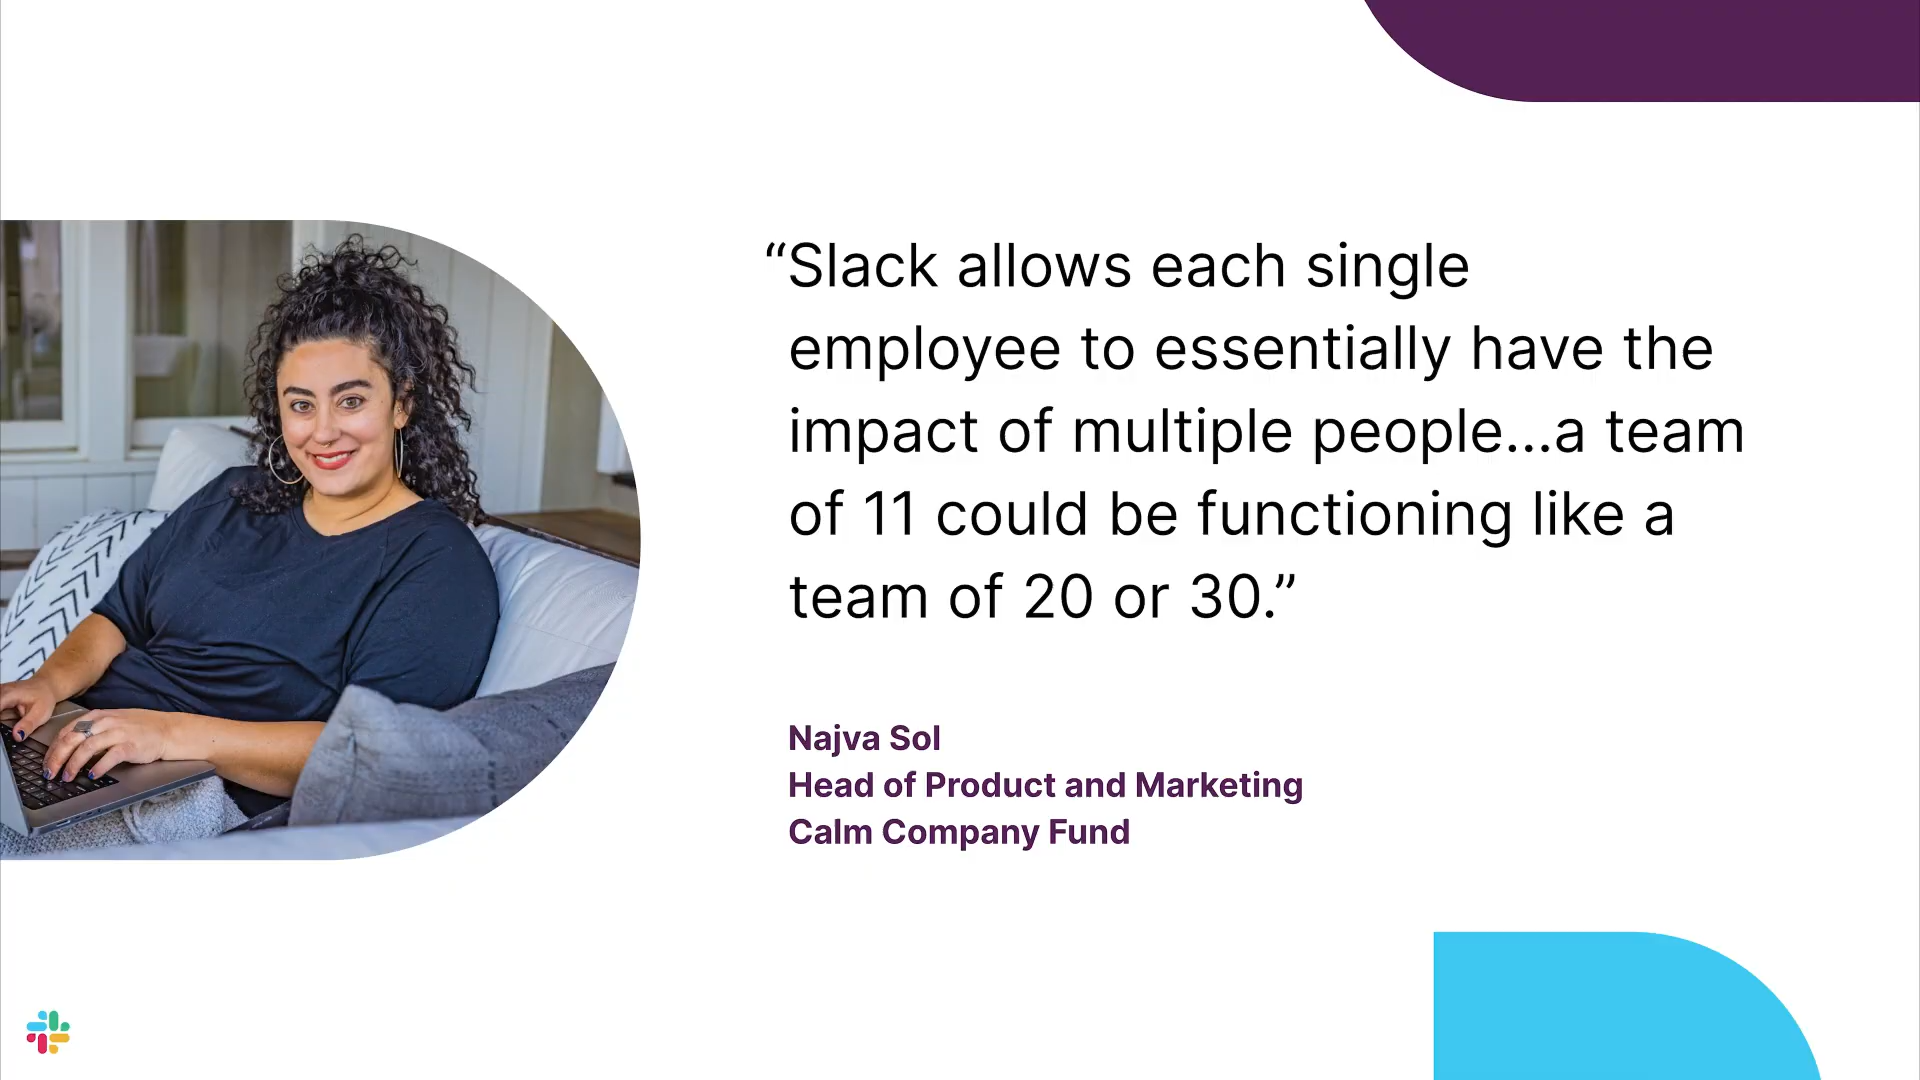 “Slack allows each single
employee to essentially have the
impact of multiple people...a team
of 11 could be functioning like a
team of 20 or 30.”
Najva Sol
Head of Product and Marketing
Calm Company Fund